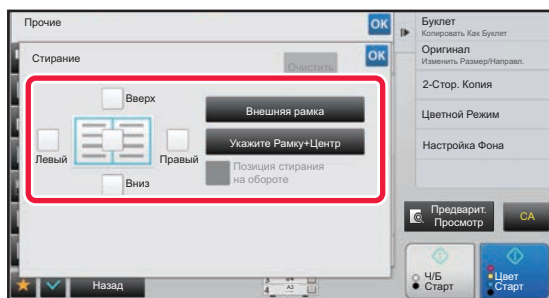 Прочие
OK
Стирание
OK
Очистить
Вверх
Левый
Правый
Вниз
Внешняя рамка
Укажите Рамку+Центр
Позиция стирания
на обороте
Назад
Буклет
Копировать Как Буклет
Оригинал
Изменить Размер/Направл.
2-Стор. Копия
Цветной Режим
Настройка Фона
Предварит.
Просмотр
CA
Ч/Б
Старт
Цвет
Старт